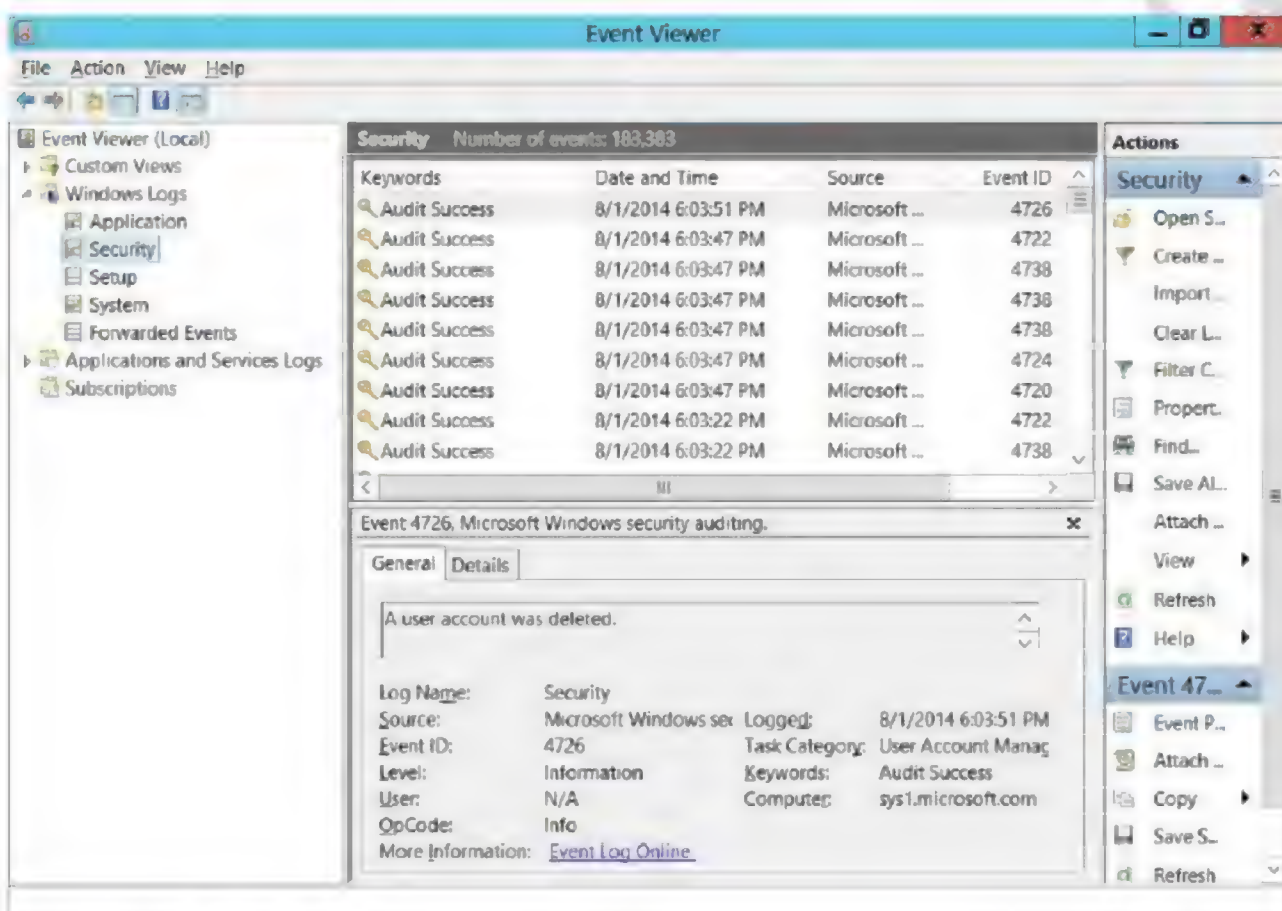 Event Viewer
File Action View Help
Event Viewer (Local)
Custom Views
Windows Logs
Application
Security
Setup
System
Forwarded Events
Applications and Services Logs
Subscriptions
Security Number of events: 183,383
Keywords Date and Time Source Event ID
Audit Success 8/1/2014 6:03:51 PM Microsoft ... 4726
Audit Success 8/1/2014 6:03:47 PM Microsoft ... 4722
Audit Success 8/1/2014 6:03:47 PM Microsoft ... 4738
Audit Success 8/1/2014 6:03:47 PM Microsoft ... 4738
Audit Success 8/1/2014 6:03:47 PM Microsoft ... 4738
Audit Success 8/1/2014 6:03:47 PM Microsoft ... 4724
Audit Success 8/1/2014 6:03:47 PM Microsoft ... 4720
Audit Success 8/1/2014 6:03:22 PM Microsoft ... 4722
Audit Success 8/1/2014 6:03:22 PM Microsoft ... 4738
Event 4726, Microsoft Windows security auditing.
General Details
A user account was deleted.
Log Name: Security
Source: Microsoft Windows sec Logged: 8/1/2014 6:03:51 PM
Event ID: 4726 Task Category: User Account Manag
Level: Information Keywords: Audit Success
User: N/A Computer: sys1.microsoft.com
OpCode: Info
More Information: Event Log Online
Actions
Security
Open S...
Create ...
Import ...
Clear L...
Filter C...
Propert...
Find...
Save Al...
Attach ...
View
Refresh
Help
Event 47...
Event P...
Attach ...
Copy
Save S...
Refresh